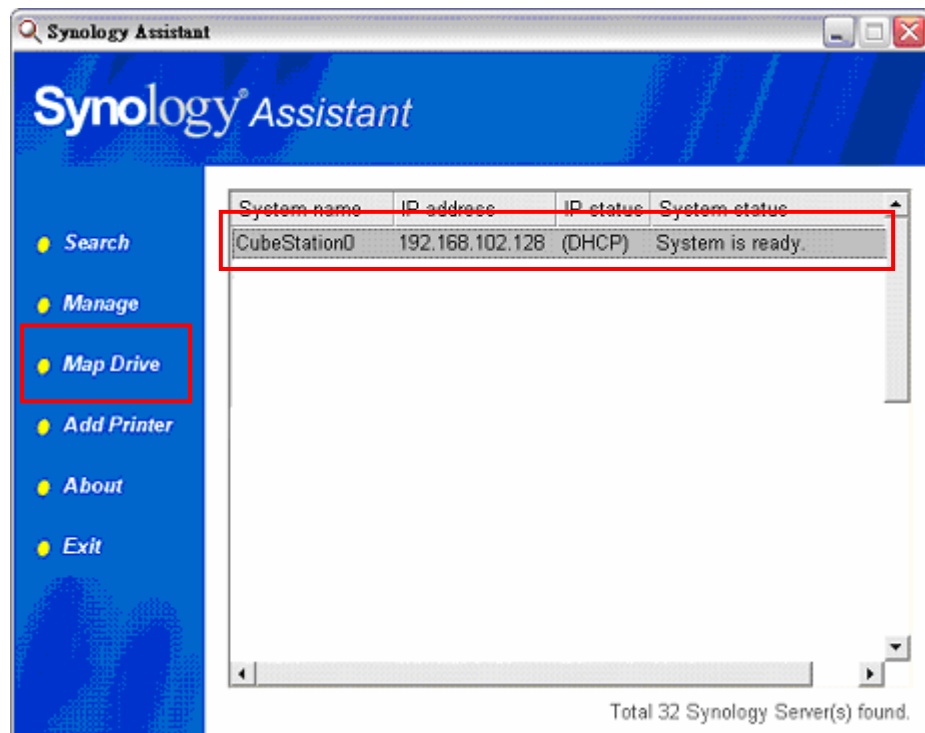 Synology Assistant
Synology® Assistant
System name IP address IP status System status
Search
CubeStation0 192.168.102.128 (DHCP) System is ready.
Manage
Map Drive
Add Printer
About
Exit
Total 32 Synology Server(s) found.